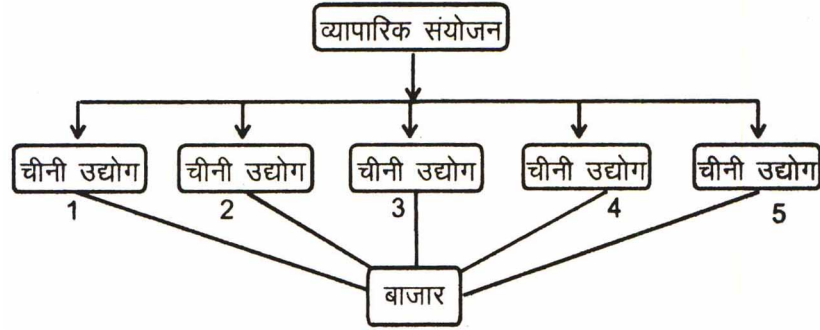 व्यापारिक संयोजन
चीनी उद्योग चीनी उद्योग चीनी उद्योग चीनी उद्योग चीनी उद्योग
1 2 3 4 5
बाजार